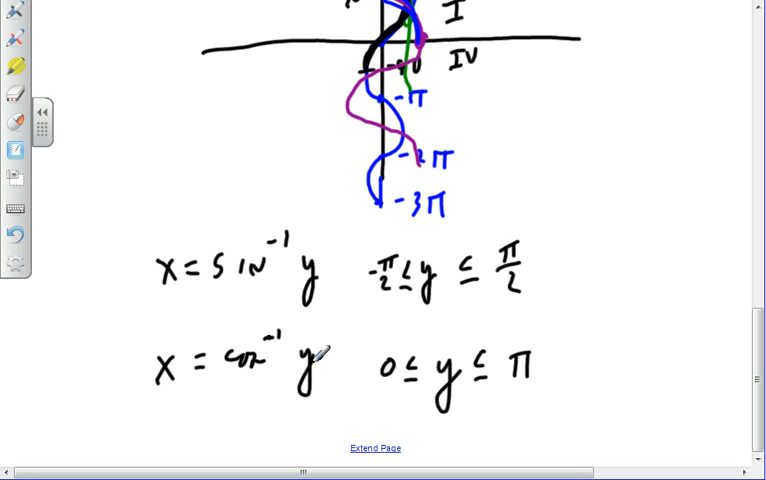 I
IV
-π
-2π
-3π
x = sin⁻¹ y   -π/2 ≤ y ≤ π/2
x = cos⁻¹ y   0 ≤ y ≤ π
Extend Page